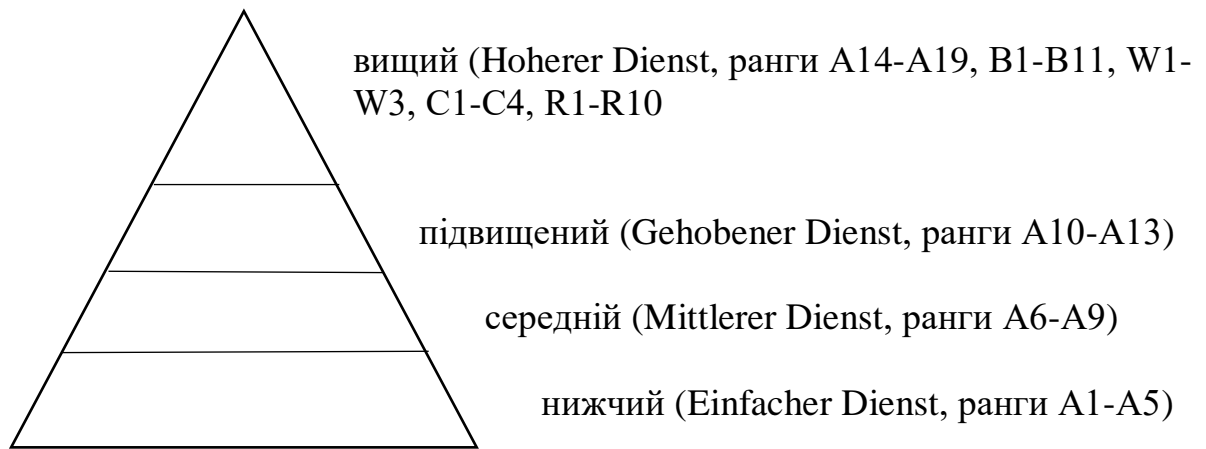 вищий (Hoherer Dienst, ранги A14-A19, B1-B11, W1-
W3, C1-C4, R1-R10
підвищений (Gehobener Dienst, ранги A10-A13)
середній (Mittlerer Dienst, ранги A6-A9)
нижчий (Einfacher Dienst, ранги A1-A5)